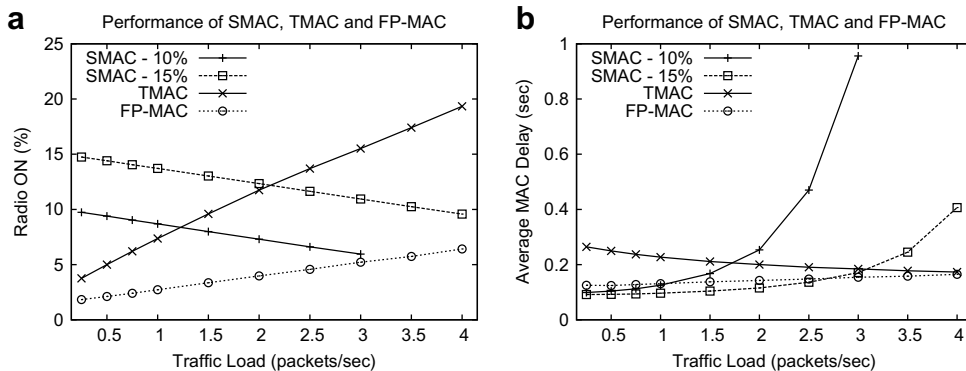 a
Performance of SMAC, TMAC and FP-MAC
SMAC - 10%
SMAC - 15%
TMAC
FP-MAC
Radio ON (%)
25
20
15
10
5
0
0.5 1 1.5 2 2.5 3 3.5 4
Traffic Load (packets/sec)
b
Performance of SMAC, TMAC and FP-MAC
SMAC - 10%
SMAC - 15%
TMAC
FP-MAC
Average MAC Delay (sec)
1
0.8
0.6
0.4
0.2
0
0.5 1 1.5 2 2.5 3 3.5 4
Traffic Load (packets/sec)